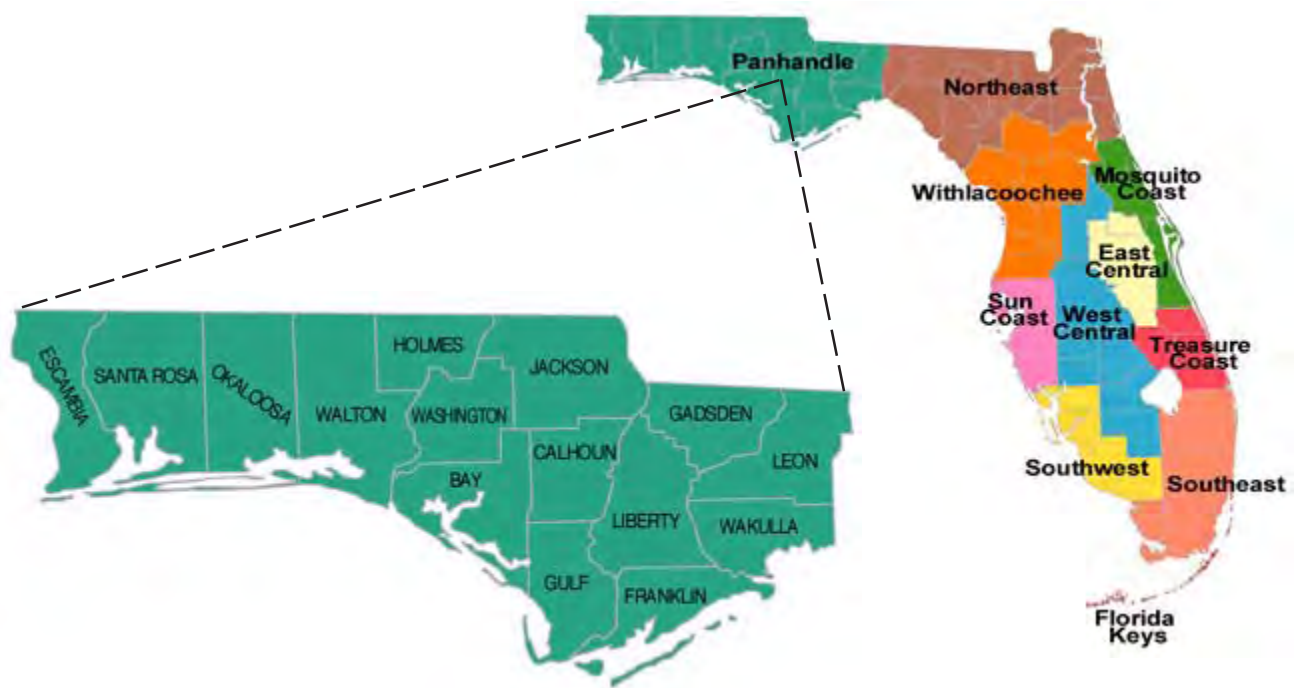 Panhandle
Northeast
Mosquito
Coast
Withlacoochee
East
Central
Sun
Coast
West
Central
Treasure
Coast
Southwest
Southeast
Florida
Keys
ESCAMBIA
SANTA ROSA
OKALOOSA
WALTON
HOLMES
WASHINGTON
JACKSON
BAY
CALHOUN
GULF
LIBERTY
GADSDEN
LEON
WAKULLA
FRANKLIN